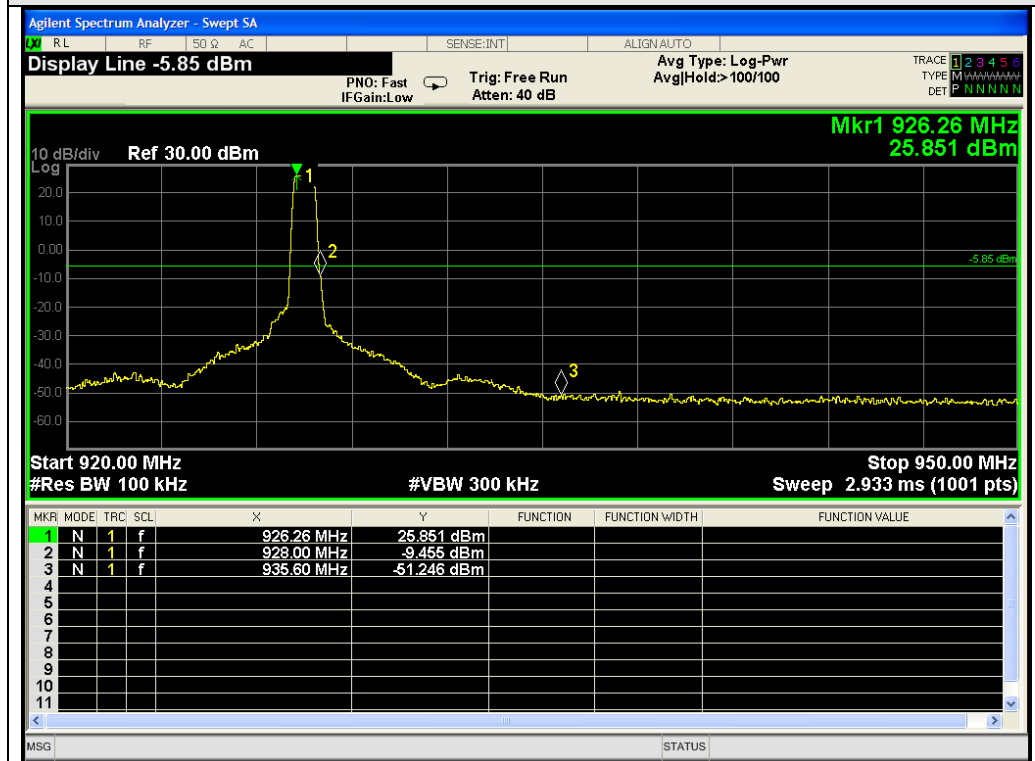 Agilent Spectrum Analyzer - Swept SA
LXI RL RF 50 Ω AC SENSE:INT ALIGNAUTO
Display Line -5.85 dBm
PNO: Fast
IFGain:Low
Trig: Free Run
Atten: 40 dB
Avg Type: Log-Pwr
Avg|Hold:>100/100
TRACE 1 2 3 4 5 6
TYPE M WWWWW
DET P N N N N N
Mkr1 926.26 MHz
25.851 dBm
10 dB/div Ref 30.00 dBm
Log
20.0
10.0
0.00
-10.0
-20.0
-30.0
-40.0
-50.0
-60.0
1
2
3
-5.85 dBm
Start 920.00 MHz Stop 950.00 MHz
#Res BW 100 kHz #VBW 300 kHz Sweep 2.933 ms (1001 pts)
MKR MODE TRC SCL X Y FUNCTION FUNCTION WIDTH FUNCTION VALUE
1 N 1 f 926.26 MHz 25.851 dBm
2 N 1 f 928.00 MHz -9.455 dBm
3 N 1 f 935.60 MHz -51.246 dBm
4
5
6
7
8
9
10
11
MSG STATUS